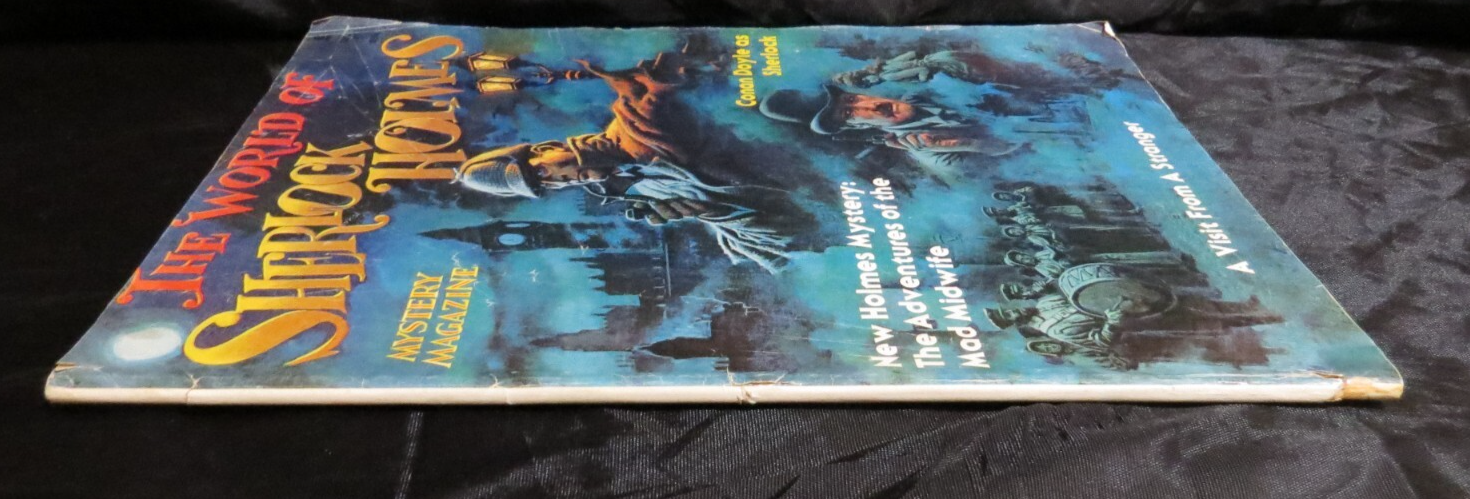 THE WORLD OF
SHERLOCK
HOLMES
MYSTERY
MAGAZINE
Conan Doyle as
Sherlock
New Holmes Mystery:
The Adventures of the
Mad Midwife
A Visit From A Stranger